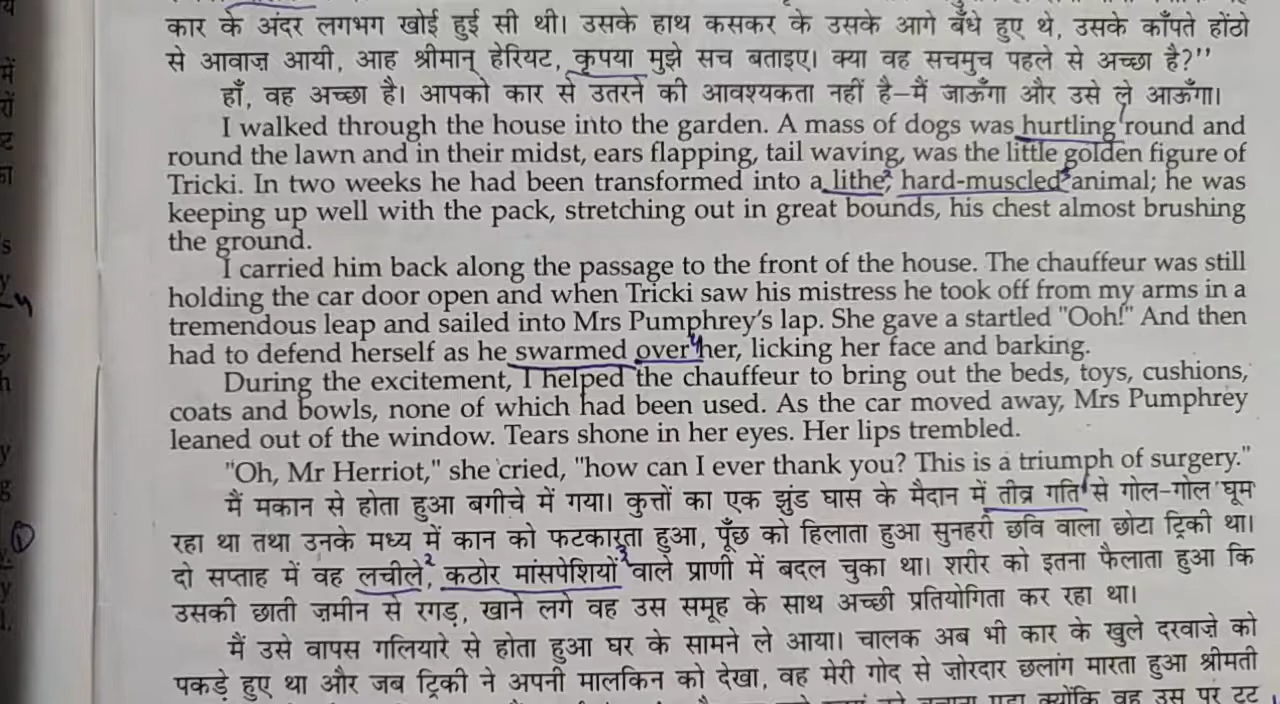 कार के अंदर लगभग खोई हुई सी थी। उसके हाथ कसकर के उसके आगे बँधे हुए थे, उसके काँपते होंठो
से आवाज़ आयी, आह श्रीमान् हेरियट, कृपया मुझे सच बताइए। क्या वह सचमुच पहले से अच्छा है?''
हाँ, वह अच्छा है। आपको कार से उतरने की आवश्यकता नहीं है–मैं जाऊँगा और उसे ले आऊँगा।
I walked through the house into the garden. A mass of dogs was hurtling round and
round the lawn and in their midst, ears flapping, tail waving, was the little golden figure of
Tricki. In two weeks he had been transformed into a lithe, hard-muscled animal; he was
keeping up well with the pack, stretching out in great bounds, his chest almost brushing
the ground.
I carried him back along the passage to the front of the house. The chauffeur was still
holding the car door open and when Tricki saw his mistress he took off from my arms in a
tremendous leap and sailed into Mrs Pumphrey's lap. She gave a startled "Ooh!" And then
had to defend herself as he swarmed over her, licking her face and barking.
During the excitement, I helped the chauffeur to bring out the beds, toys, cushions,
coats and bowls, none of which had been used. As the car moved away, Mrs Pumphrey
leaned out of the window. Tears shone in her eyes. Her lips trembled.
"Oh, Mr Herriot," she cried, "how can I ever thank you? This is a triumph of surgery."
मैं मकान से होता हुआ बगीचे में गया। कुत्तों का एक झुंड घास के मैदान में तीव्र गति से गोल-गोल घूम
रहा था तथा उनके मध्य में कान को फटकारता हुआ, पूँछ को हिलाता हुआ सुनहरी छवि वाला छोटा ट्रिकी था।
दो सप्ताह में वह लचीले, कठोर मांसपेशियों वाले प्राणी में बदल चुका था। शरीर को इतना फैलाता हुआ कि
उसकी छाती ज़मीन से रगड़, खाने लगे वह उस समूह के साथ अच्छी प्रतियोगिता कर रहा था।
मैं उसे वापस गलियारे से होता हुआ घर के सामने ले आया। चालक अब भी कार के खुले दरवाज़े को
पकड़े हुए था और जब ट्रिकी ने अपनी मालकिन को देखा, वह मेरी गोद से ज़ोरदार छलांग मारता हुआ श्रीमती
क्योंकि वह उस पर टूट